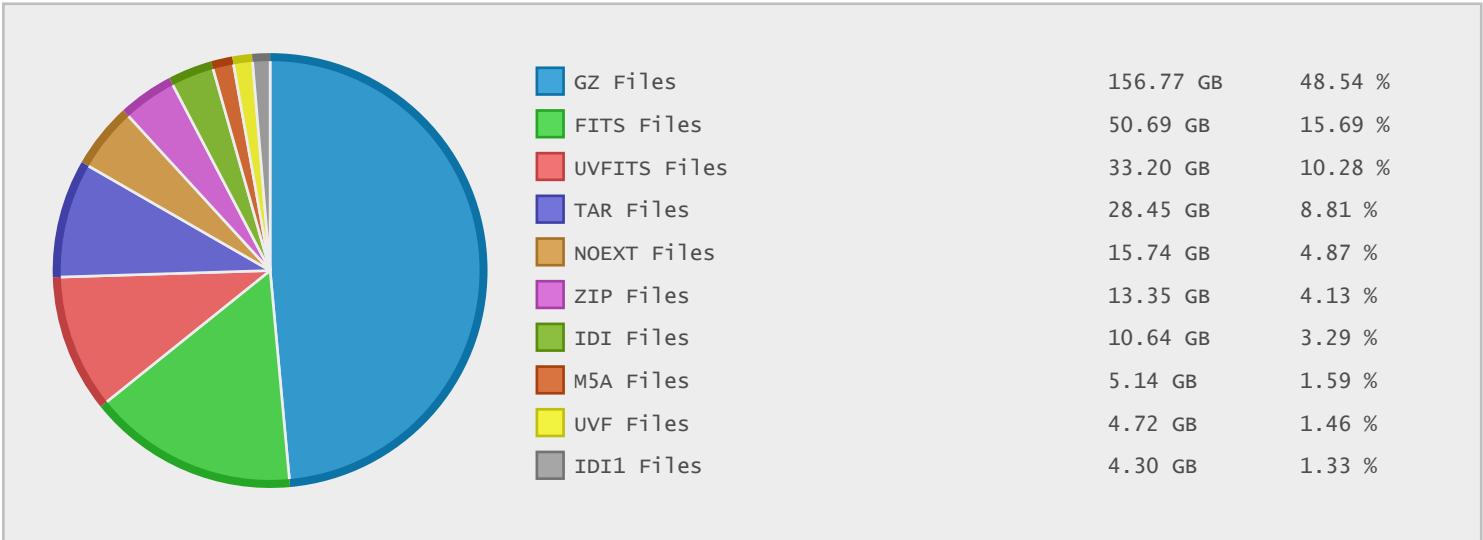 GZ Files 156.77 GB 48.54 %
FITS Files 50.69 GB 15.69 %
UVFITS Files 33.20 GB 10.28 %
TAR Files 28.45 GB 8.81 %
NOEXT Files 15.74 GB 4.87 %
ZIP Files 13.35 GB 4.13 %
IDI Files 10.64 GB 3.29 %
M5A Files 5.14 GB 1.59 %
UVF Files 4.72 GB 1.46 %
IDI1 Files 4.30 GB 1.33 %